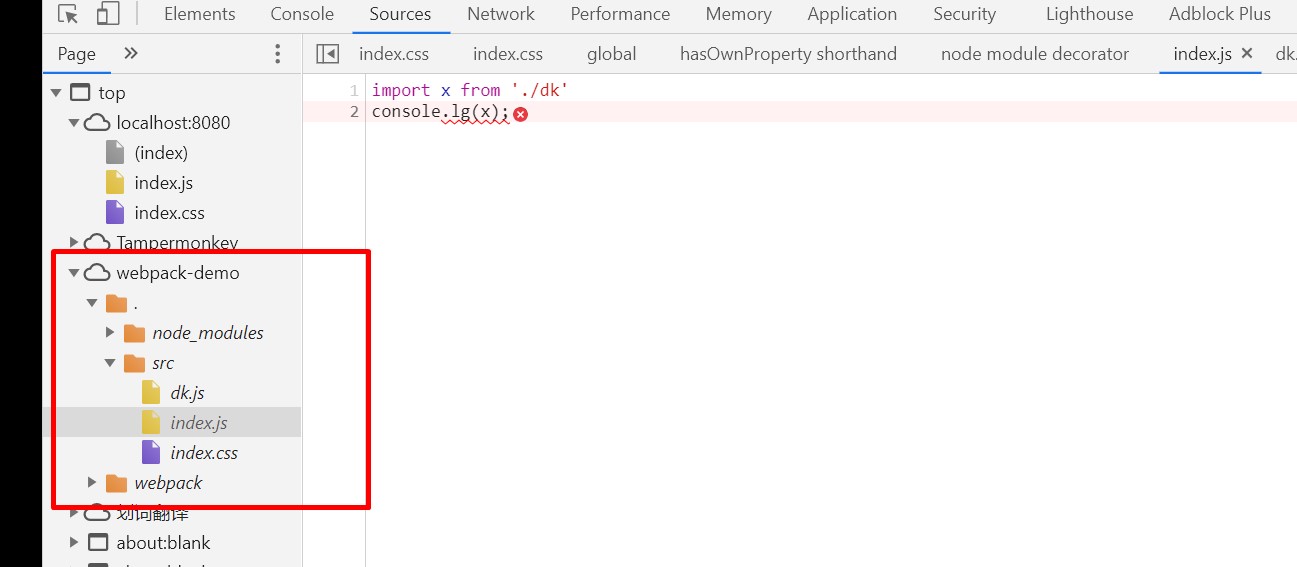 Elements Console Sources Network Performance Memory Application Security Lighthouse Adblock Plus
Page » index.css index.css global hasOwnProperty shorthand node module decorator index.js × dk.
1 import x from './dk'
2 console.lg(x);
top
localhost:8080
(index)
index.js
index.css
Tampermonkey
webpack-demo
.
node_modules
src
dk.js
index.js
index.css
webpack
划词翻译
about:blank